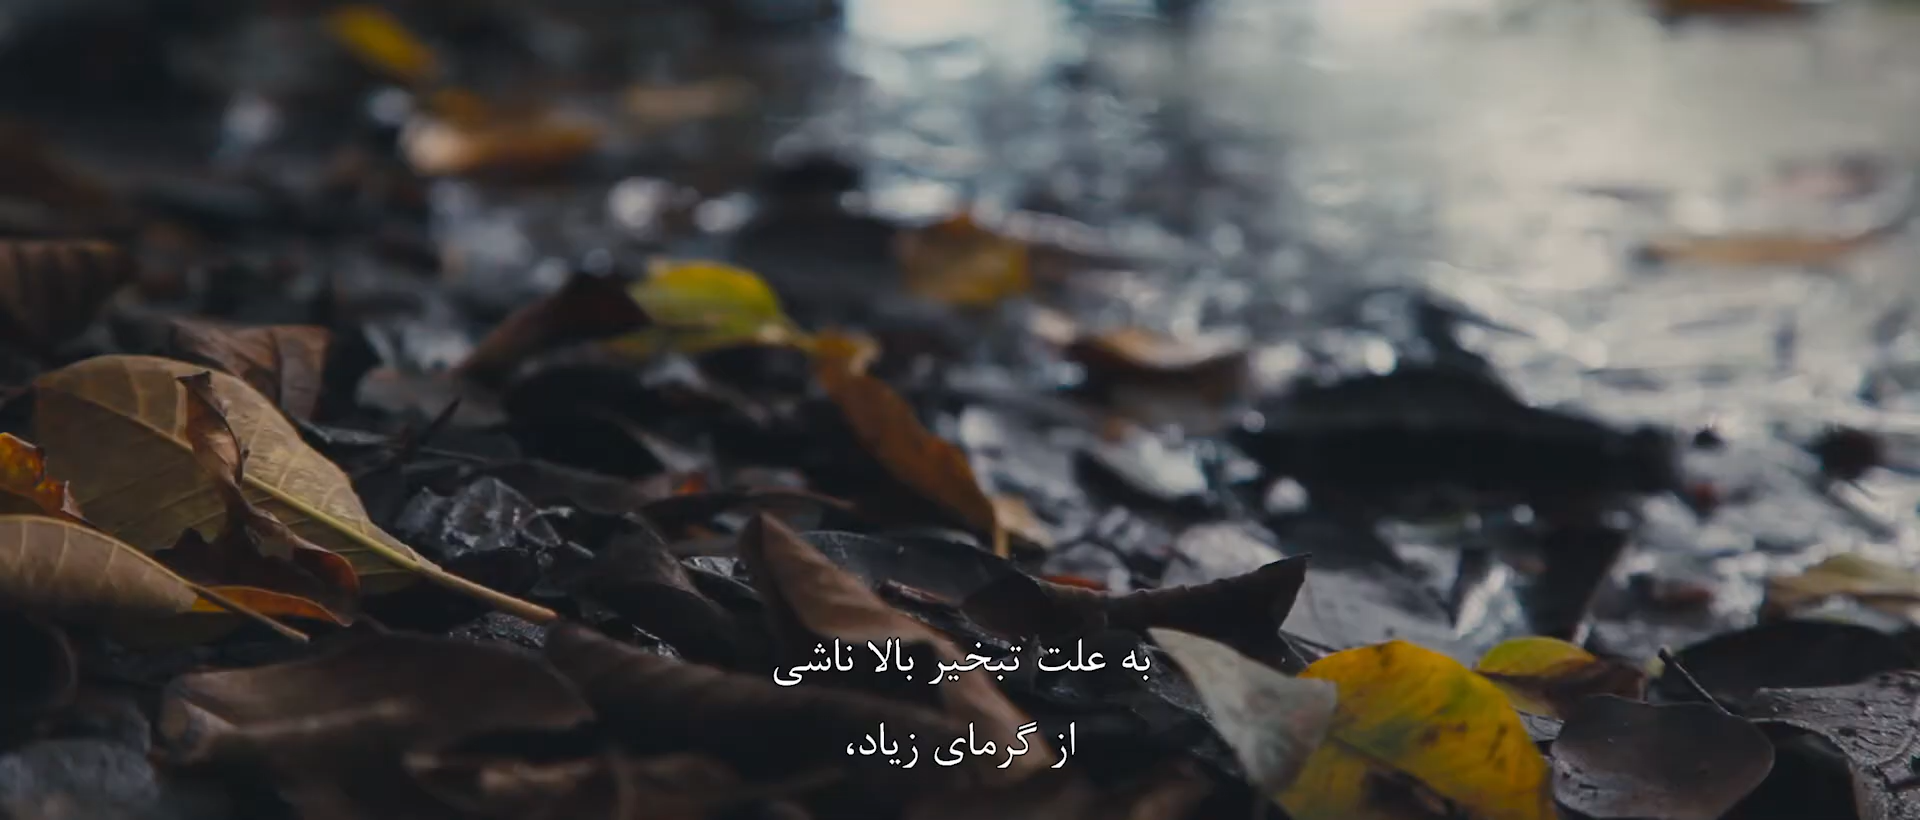 به علت تبخیر بالا ناشی
از گرمای زیاد،